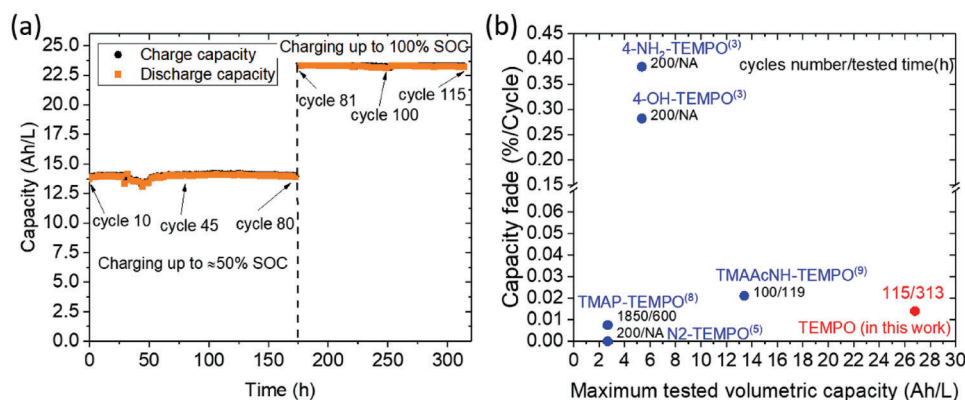 (a)
25.0
22.5
20.0
17.5
15.0
12.5
10.0
7.5
5.0
2.5
0.0
Capacity (Ah/L)
Charge capacity
Discharge capacity
Charging up to 100% SOC
cycle 81
cycle 100
cycle 115
cycle 10
cycle 45
cycle 80
Charging up to ≈50% SOC
0 50 100 150 200 250 300
Time (h)
(b)
0.45
0.40
0.35
0.30
0.25
0.20
0.15
0.06
0.05
0.04
0.03
0.02
0.01
0.00
Capacity fade (%/Cycle)
4-NH₂-TEMPO⁽³⁾
200/NA
cycles number/tested time(h)
4-OH-TEMPO⁽³⁾
200/NA
TMAAcNH-TEMPO⁽⁹⁾
100/119
TMAP-TEMPO⁽⁸⁾
1850/600
115/313
TEMPO (in this work)
200/NA N2-TEMPO⁽⁵⁾
0 2 4 6 8 10 12 14 16 18 20 22 24 26 28 30
Maximum tested volumetric capacity (Ah/L)